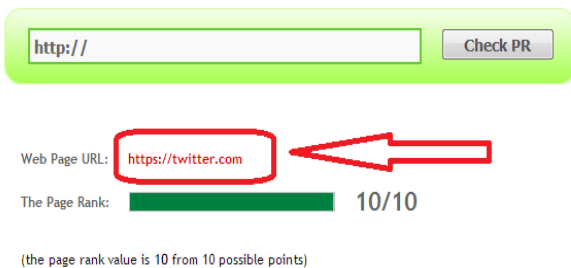 http:// Check PR
Web Page URL: https://twitter.com
The Page Rank: 10/10
(the page rank value is 10 from 10 possible points)